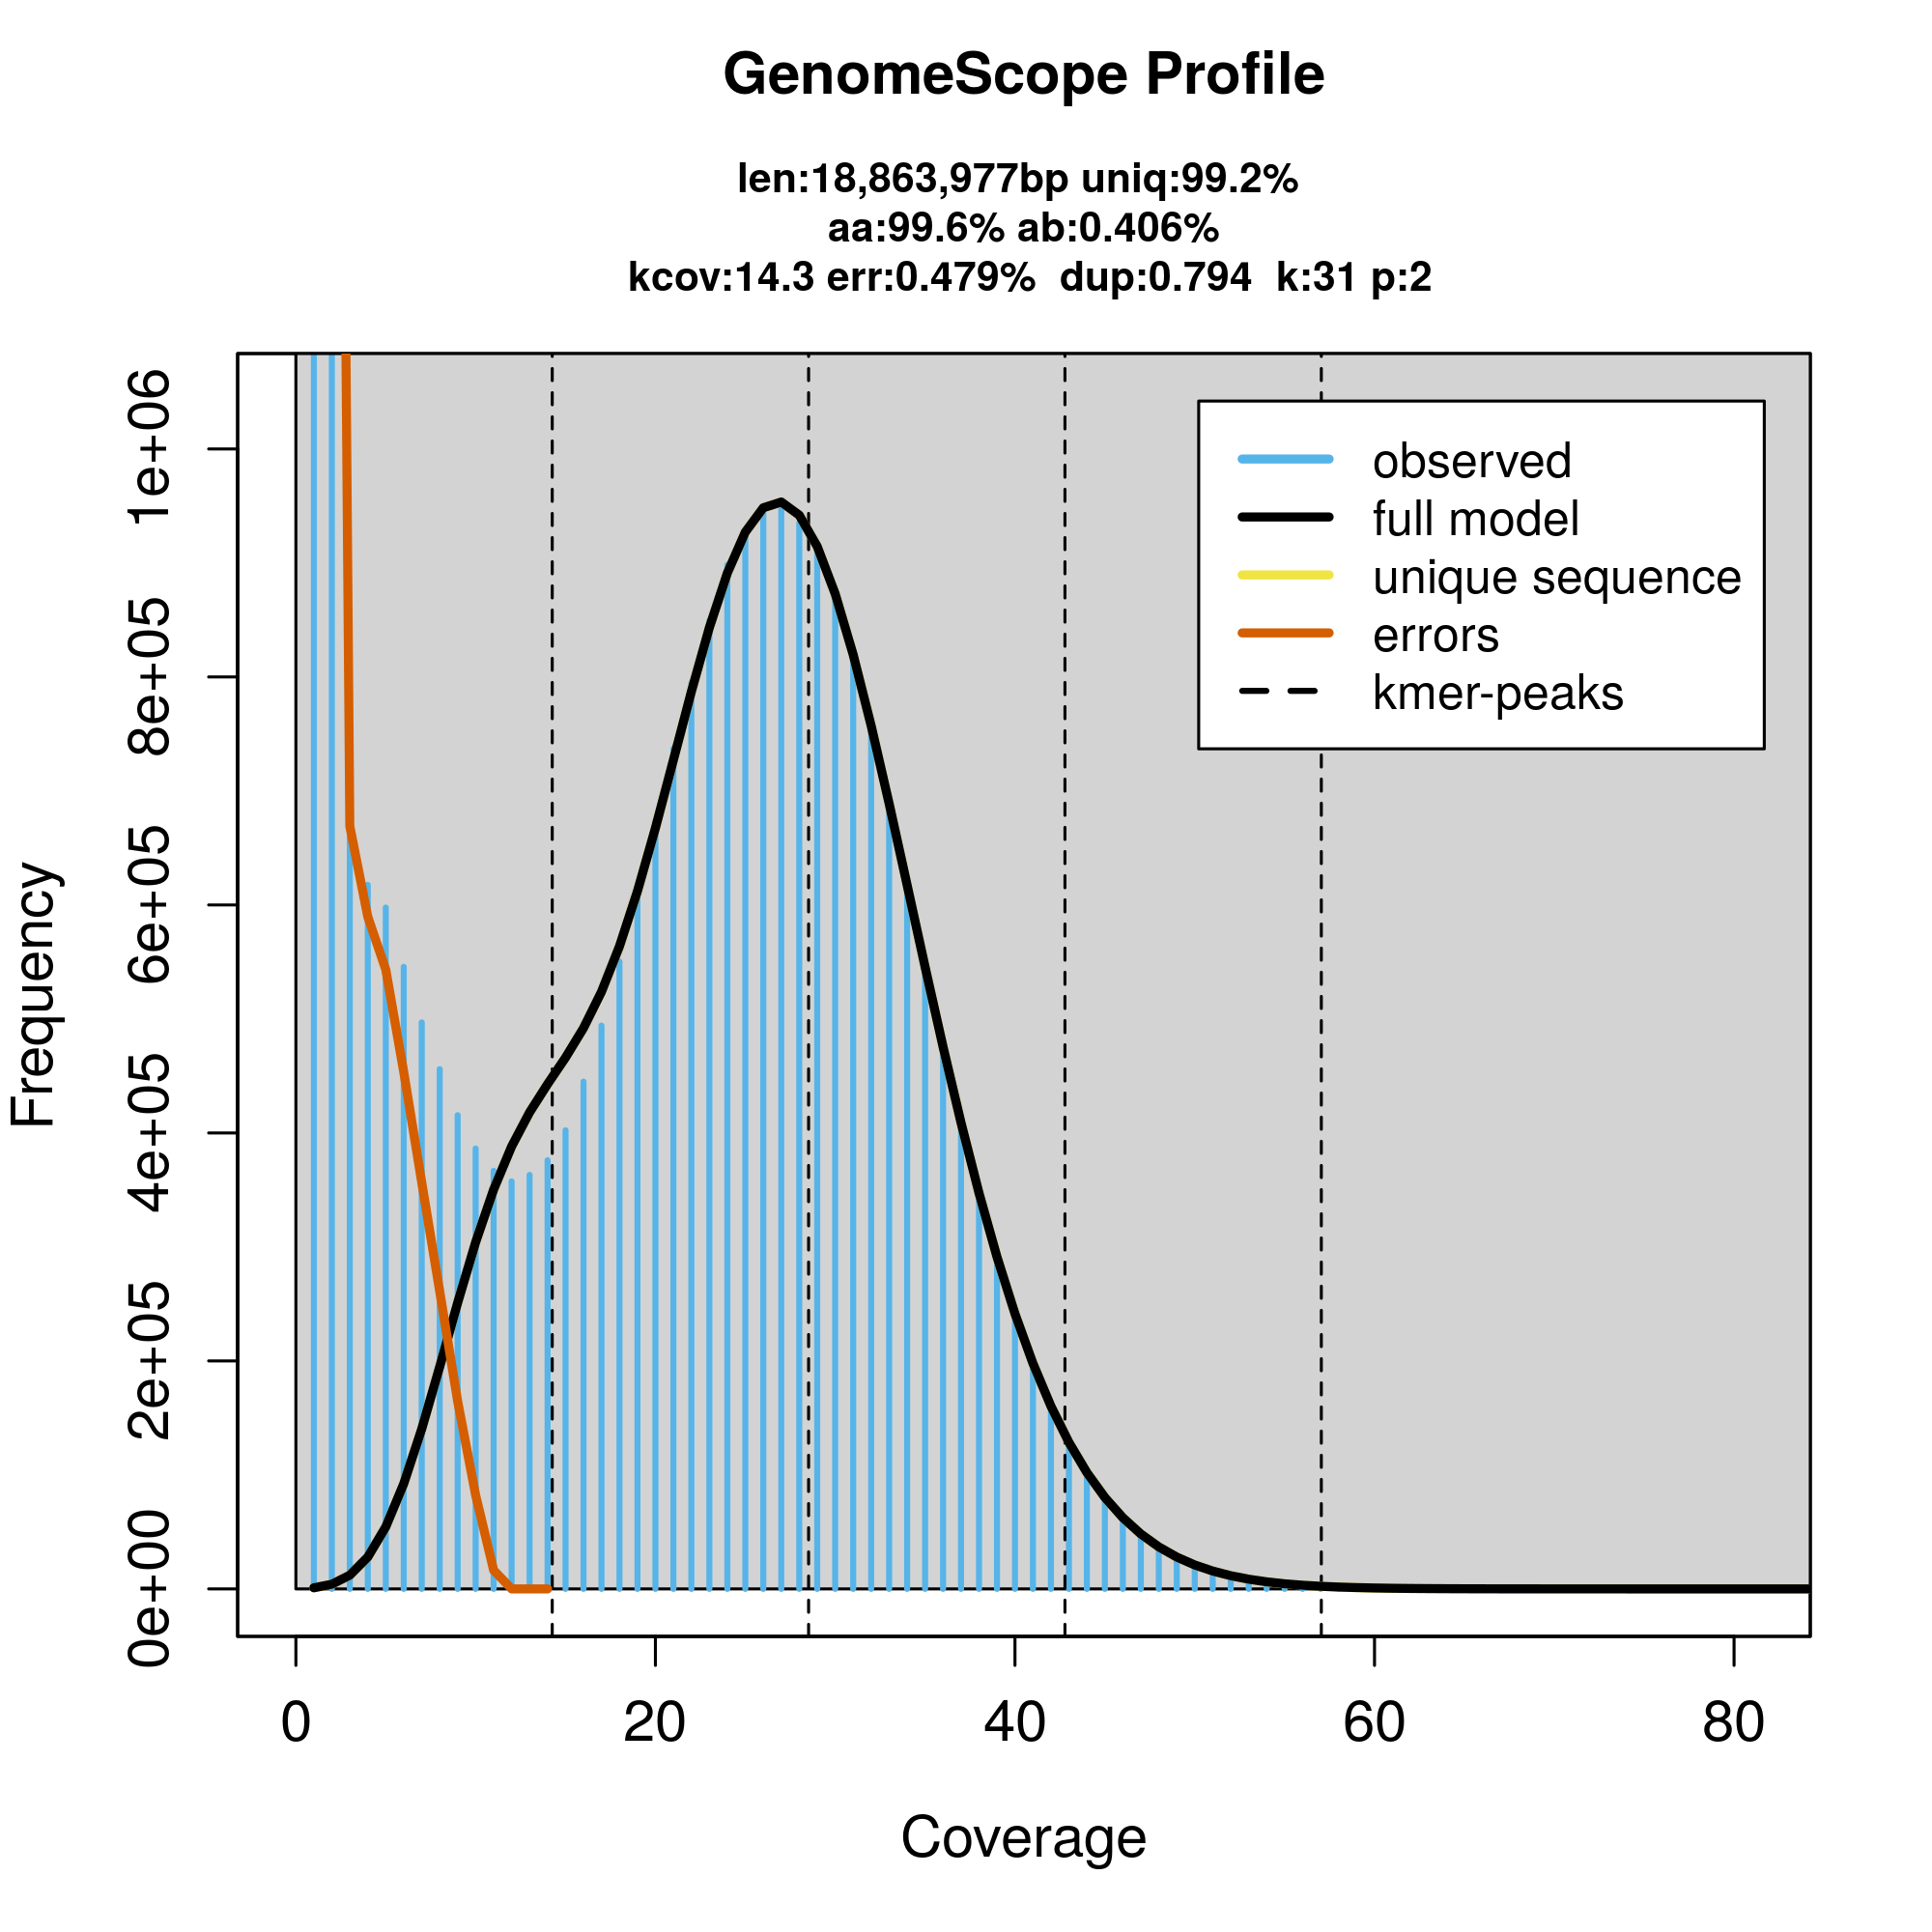 GenomeScope Profile
len:18,863,977bp uniq:99.2%
aa:99.6% ab:0.406%
kcov:14.3 err:0.479%  dup:0.794  k:31 p:2
1e+06
8e+05
6e+05
4e+05
2e+05
0e+00
Frequency
observed
full model
unique sequence
errors
kmer-peaks
0 20 40 60 80
Coverage